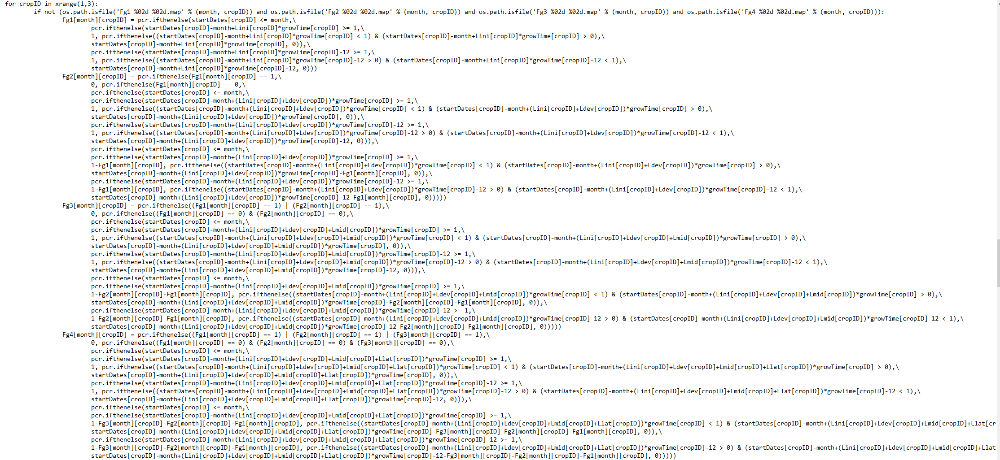 for cropID in xrange(1,3):
if not (os.path.isfile('Fg1_%02d_%02d.map' % (month, cropID)) and os.path.isfile('Fg2_%02d_%02d.map' % (month, cropID)) and os.path.isfile('Fg3_%02d_%02d.map' % (month, cropID)) and os.path.isfile('Fg4_%02d_%02d.map' % (month, cropID))):
Fg1[month][cropID] = pcr.ifthenelse(startDates[cropID] <= month,\
pcr.ifthenelse(startDates[cropID]-month+Lini[cropID]*growTime[cropID] >= 1,\
1, pcr.ifthenelse((startDates[cropID]-month+Lini[cropID]*growTime[cropID] < 1) & (startDates[cropID]-month+Lini[cropID]*growTime[cropID] > 0),\
startDates[cropID]-month+Lini[cropID]*growTime[cropID], 0)),\
pcr.ifthenelse(startDates[cropID]-month+Lini[cropID]*growTime[cropID]-12 >= 1,\
1, pcr.ifthenelse((startDates[cropID]-month+Lini[cropID]*growTime[cropID]-12 > 0) & (startDates[cropID]-month+Lini[cropID]*growTime[cropID]-12 < 1),\
startDates[cropID]-month+Lini[cropID]*growTime[cropID]-12, 0)))
Fg2[month][cropID] = pcr.ifthenelse(Fg1[month][cropID] == 1,\
0, pcr.ifthenelse(Fg1[month][cropID] == 0,\
pcr.ifthenelse(startDates[cropID] <= month,\
pcr.ifthenelse(startDates[cropID]-month+(Lini[cropID]+Ldev[cropID])*growTime[cropID] >= 1,\
1, pcr.ifthenelse((startDates[cropID]-month+(Lini[cropID]+Ldev[cropID])*growTime[cropID] < 1) & (startDates[cropID]-month+(Lini[cropID]+Ldev[cropID])*growTime[cropID] > 0),\
startDates[cropID]-month+(Lini[cropID]+Ldev[cropID])*growTime[cropID], 0)),\
pcr.ifthenelse(startDates[cropID]-month+(Lini[cropID]+Ldev[cropID])*growTime[cropID]-12 >= 1,\
1, pcr.ifthenelse((startDates[cropID]-month+(Lini[cropID]+Ldev[cropID])*growTime[cropID]-12 > 0) & (startDates[cropID]-month+(Lini[cropID]+Ldev[cropID])*growTime[cropID]-12 < 1),\
startDates[cropID]-month+(Lini[cropID]+Ldev[cropID])*growTime[cropID]-12, 0))),\
pcr.ifthenelse(startDates[cropID] <= month,\
pcr.ifthenelse(startDates[cropID]-month+(Lini[cropID]+Ldev[cropID])*growTime[cropID] >= 1,\
1-Fg1[month][cropID], pcr.ifthenelse((startDates[cropID]-month+(Lini[cropID]+Ldev[cropID])*growTime[cropID] < 1) & (startDates[cropID]-month+(Lini[cropID]+Ldev[cropID])*growTime[cropID] > 0),\
startDates[cropID]-month+(Lini[cropID]+Ldev[cropID])*growTime[cropID]-Fg1[month][cropID], 0)),\
pcr.ifthenelse(startDates[cropID]-month+(Lini[cropID]+Ldev[cropID])*growTime[cropID]-12 >= 1,\
1-Fg1[month][cropID], pcr.ifthenelse((startDates[cropID]-month+(Lini[cropID]+Ldev[cropID])*growTime[cropID]-12 > 0) & (startDates[cropID]-month+(Lini[cropID]+Ldev[cropID])*growTime[cropID]-12 < 1),\
startDates[cropID]-month+(Lini[cropID]+Ldev[cropID])*growTime[cropID]-12-Fg1[month][cropID], 0)))))
Fg3[month][cropID] = pcr.ifthenelse((Fg1[month][cropID] == 1) | (Fg2[month][cropID] == 1),\
0, pcr.ifthenelse((Fg1[month][cropID] == 0) & (Fg2[month][cropID] == 0),\
pcr.ifthenelse(startDates[cropID] <= month,\
pcr.ifthenelse(startDates[cropID]-month+(Lini[cropID]+Ldev[cropID]+Lmid[cropID])*growTime[cropID] >= 1,\
1, pcr.ifthenelse((startDates[cropID]-month+(Lini[cropID]+Ldev[cropID]+Lmid[cropID])*growTime[cropID] < 1) & (startDates[cropID]-month+(Lini[cropID]+Ldev[cropID]+Lmid[cropID])*growTime[cropID] > 0),\
startDates[cropID]-month+(Lini[cropID]+Ldev[cropID]+Lmid[cropID])*growTime[cropID], 0)),\
pcr.ifthenelse(startDates[cropID]-month+(Lini[cropID]+Ldev[cropID]+Lmid[cropID])*growTime[cropID]-12 >= 1,\
1, pcr.ifthenelse((startDates[cropID]-month+(Lini[cropID]+Ldev[cropID]+Lmid[cropID])*growTime[cropID]-12 > 0) & (startDates[cropID]-month+(Lini[cropID]+Ldev[cropID]+Lmid[cropID])*growTime[cropID]-12 < 1),\
startDates[cropID]-month+(Lini[cropID]+Ldev[cropID]+Lmid[cropID])*growTime[cropID]-12, 0))),\
pcr.ifthenelse(startDates[cropID] <= month,\
pcr.ifthenelse(startDates[cropID]-month+(Lini[cropID]+Ldev[cropID]+Lmid[cropID])*growTime[cropID] >= 1,\
1-Fg2[month][cropID]-Fg1[month][cropID], pcr.ifthenelse((startDates[cropID]-month+(Lini[cropID]+Ldev[cropID]+Lmid[cropID])*growTime[cropID] < 1) & (startDates[cropID]-month+(Lini[cropID]+Ldev[cropID]+Lmid[cropID])*growTime[cropID] > 0),\
startDates[cropID]-month+(Lini[cropID]+Ldev[cropID]+Lmid[cropID])*growTime[cropID]-Fg2[month][cropID]-Fg1[month][cropID], 0)),\
pcr.ifthenelse(startDates[cropID]-month+(Lini[cropID]+Ldev[cropID]+Lmid[cropID])*growTime[cropID]-12 >= 1,\
1-Fg2[month][cropID]-Fg1[month][cropID], pcr.ifthenelse((startDates[cropID]-month+(Lini[cropID]+Ldev[cropID]+Lmid[cropID])*growTime[cropID]-12 > 0) & (startDates[cropID]-month+(Lini[cropID]+Ldev[cropID]+Lmid[cropID])*growTime[cropID]-12 < 1),\
startDates[cropID]-month+(Lini[cropID]+Ldev[cropID]+Lmid[cropID])*growTime[cropID]-12-Fg2[month][cropID]-Fg1[month][cropID], 0)))))
Fg4[month][cropID] = pcr.ifthenelse((Fg1[month][cropID] == 1) | (Fg2[month][cropID] == 1) | (Fg3[month][cropID] == 1),\
0, pcr.ifthenelse((Fg1[month][cropID] == 0) & (Fg2[month][cropID] == 0) & (Fg3[month][cropID] == 0),\
pcr.ifthenelse(startDates[cropID] <= month,\
pcr.ifthenelse(startDates[cropID]-month+(Lini[cropID]+Ldev[cropID]+Lmid[cropID]+Llat[cropID])*growTime[cropID] >= 1,\
1, pcr.ifthenelse((startDates[cropID]-month+(Lini[cropID]+Ldev[cropID]+Lmid[cropID]+Llat[cropID])*growTime[cropID] < 1) & (startDates[cropID]-month+(Lini[cropID]+Ldev[cropID]+Lmid[cropID]+Llat[cropID])*growTime[cropID] > 0),\
startDates[cropID]-month+(Lini[cropID]+Ldev[cropID]+Lmid[cropID]+Llat[cropID])*growTime[cropID], 0)),\
pcr.ifthenelse(startDates[cropID]-month+(Lini[cropID]+Ldev[cropID]+Lmid[cropID]+Llat[cropID])*growTime[cropID]-12 >= 1,\
1, pcr.ifthenelse((startDates[cropID]-month+(Lini[cropID]+Ldev[cropID]+Lmid[cropID]+Llat[cropID])*growTime[cropID]-12 > 0) & (startDates[cropID]-month+(Lini[cropID]+Ldev[cropID]+Lmid[cropID]+Llat[cropID])*growTime[cropID]-12 < 1),\
startDates[cropID]-month+(Lini[cropID]+Ldev[cropID]+Lmid[cropID]+Llat[cropID])*growTime[cropID]-12, 0))),\
pcr.ifthenelse(startDates[cropID] <= month,\
pcr.ifthenelse(startDates[cropID]-month+(Lini[cropID]+Ldev[cropID]+Lmid[cropID]+Llat[cropID])*growTime[cropID] >= 1,\
1-Fg3[month][cropID]-Fg2[month][cropID]-Fg1[month][cropID], pcr.ifthenelse((startDates[cropID]-month+(Lini[cropID]+Ldev[cropID]+Lmid[cropID]+Llat[cropID])*growTime[cropID] < 1) & (startDates[cropID]-month+(Lini[cropID]+Ldev[cropID]+Lmid[cropID]+Llat[cr
startDates[cropID]-month+(Lini[cropID]+Ldev[cropID]+Lmid[cropID]+Llat[cropID])*growTime[cropID]-Fg3[month][cropID]-Fg2[month][cropID]-Fg1[month][cropID], 0)),\
pcr.ifthenelse(startDates[cropID]-month+(Lini[cropID]+Ldev[cropID]+Lmid[cropID]+Llat[cropID])*growTime[cropID]-12 >= 1,\
1-Fg3[month][cropID]-Fg2[month][cropID]-Fg1[month][cropID], pcr.ifthenelse((startDates[cropID]-month+(Lini[cropID]+Ldev[cropID]+Lmid[cropID]+Llat[cropID])*growTime[cropID]-12 > 0) & (startDates[cropID]-month+(Lini[cropID]+Ldev[cropID]+Lmid[cropID]+Llat
startDates[cropID]-month+(Lini[cropID]+Ldev[cropID]+Lmid[cropID]+Llat[cropID])*growTime[cropID]-12-Fg3[month][cropID]-Fg2[month][cropID]-Fg1[month][cropID], 0)))))